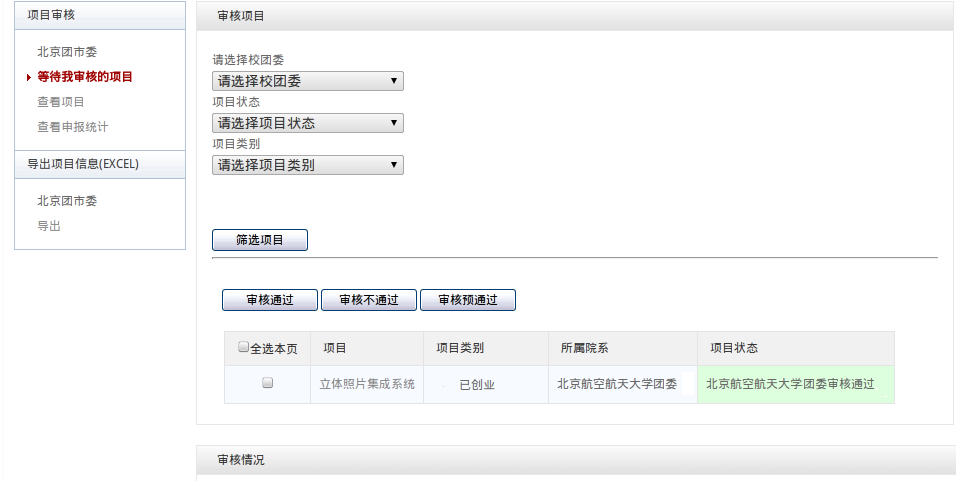 项目审核
北京团市委
等待我审核的项目
查看项目
查看申报统计
导出项目信息(EXCEL)
北京团市委
导出
审核项目
请选择校团委
请选择校团委
项目状态
请选择项目状态
项目类别
请选择项目类别
筛选项目
审核通过 审核不通过 审核预通过
全选本页 项目 项目类别 所属院系 项目状态
立体照片集成系统 已创业 北京航空航天大学团委 北京航空航天大学团委审核通过
审核情况